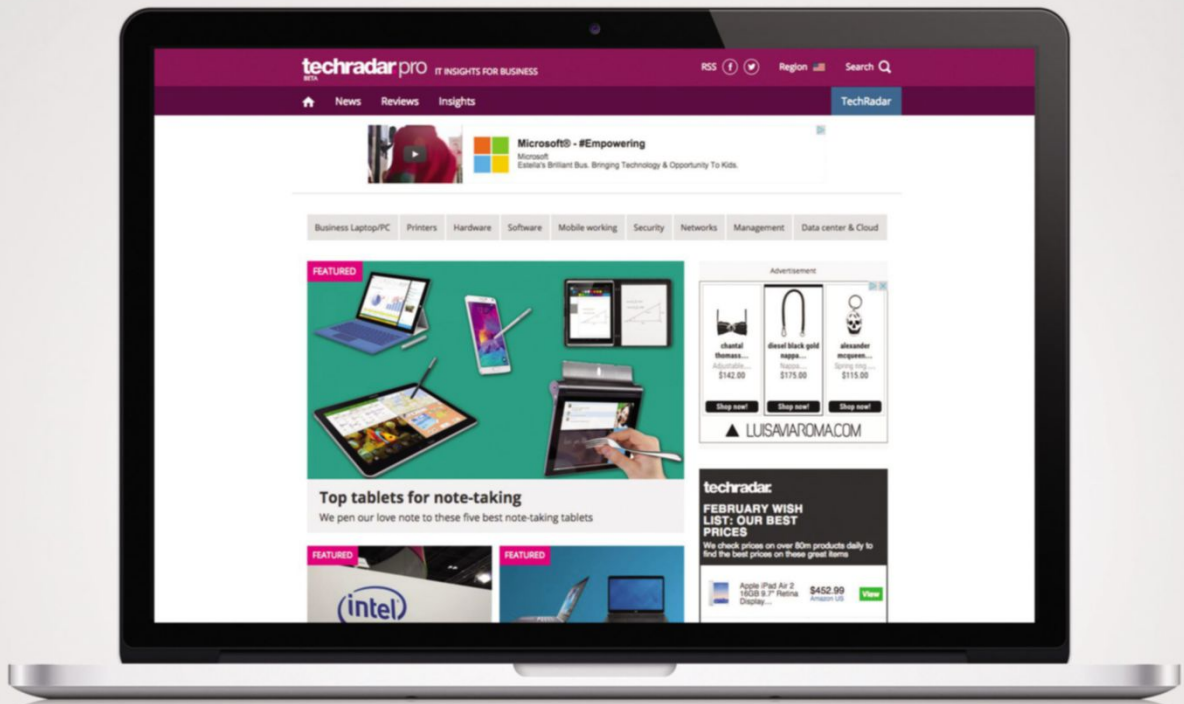 techradar pro IT INSIGHTS FOR BUSINESS
BETA
RSS
Region
Search
News
Reviews
Insights
TechRadar
Microsoft® - #Empowering
Microsoft
Estella's Brilliant Bus. Bringing Technology & Opportunity To Kids.
Business Laptop/PC
Printers
Hardware
Software
Mobile working
Security
Networks
Management
Data center & Cloud
FEATURED
Top tablets for note-taking
We pen our love note to these five best note-taking tablets
FEATURED
intel
FEATURED
Advertisement
chantal
thomass...
Adjustable...
$142.00
Shop now!
diesel black gold
nappa...
Nappa...
$175.00
Shop now!
alexander
mcqueen...
Spring ring...
$115.00
Shop now!
LUISAVIAROMA.COM
techradar.
FEBRUARY WISH
LIST: OUR BEST
PRICES
We check prices on over 80m products daily to
find the best prices on these great items
Apple iPad Air 2
16GB 9.7" Retina
Display....
$452.99
Amazon US
View